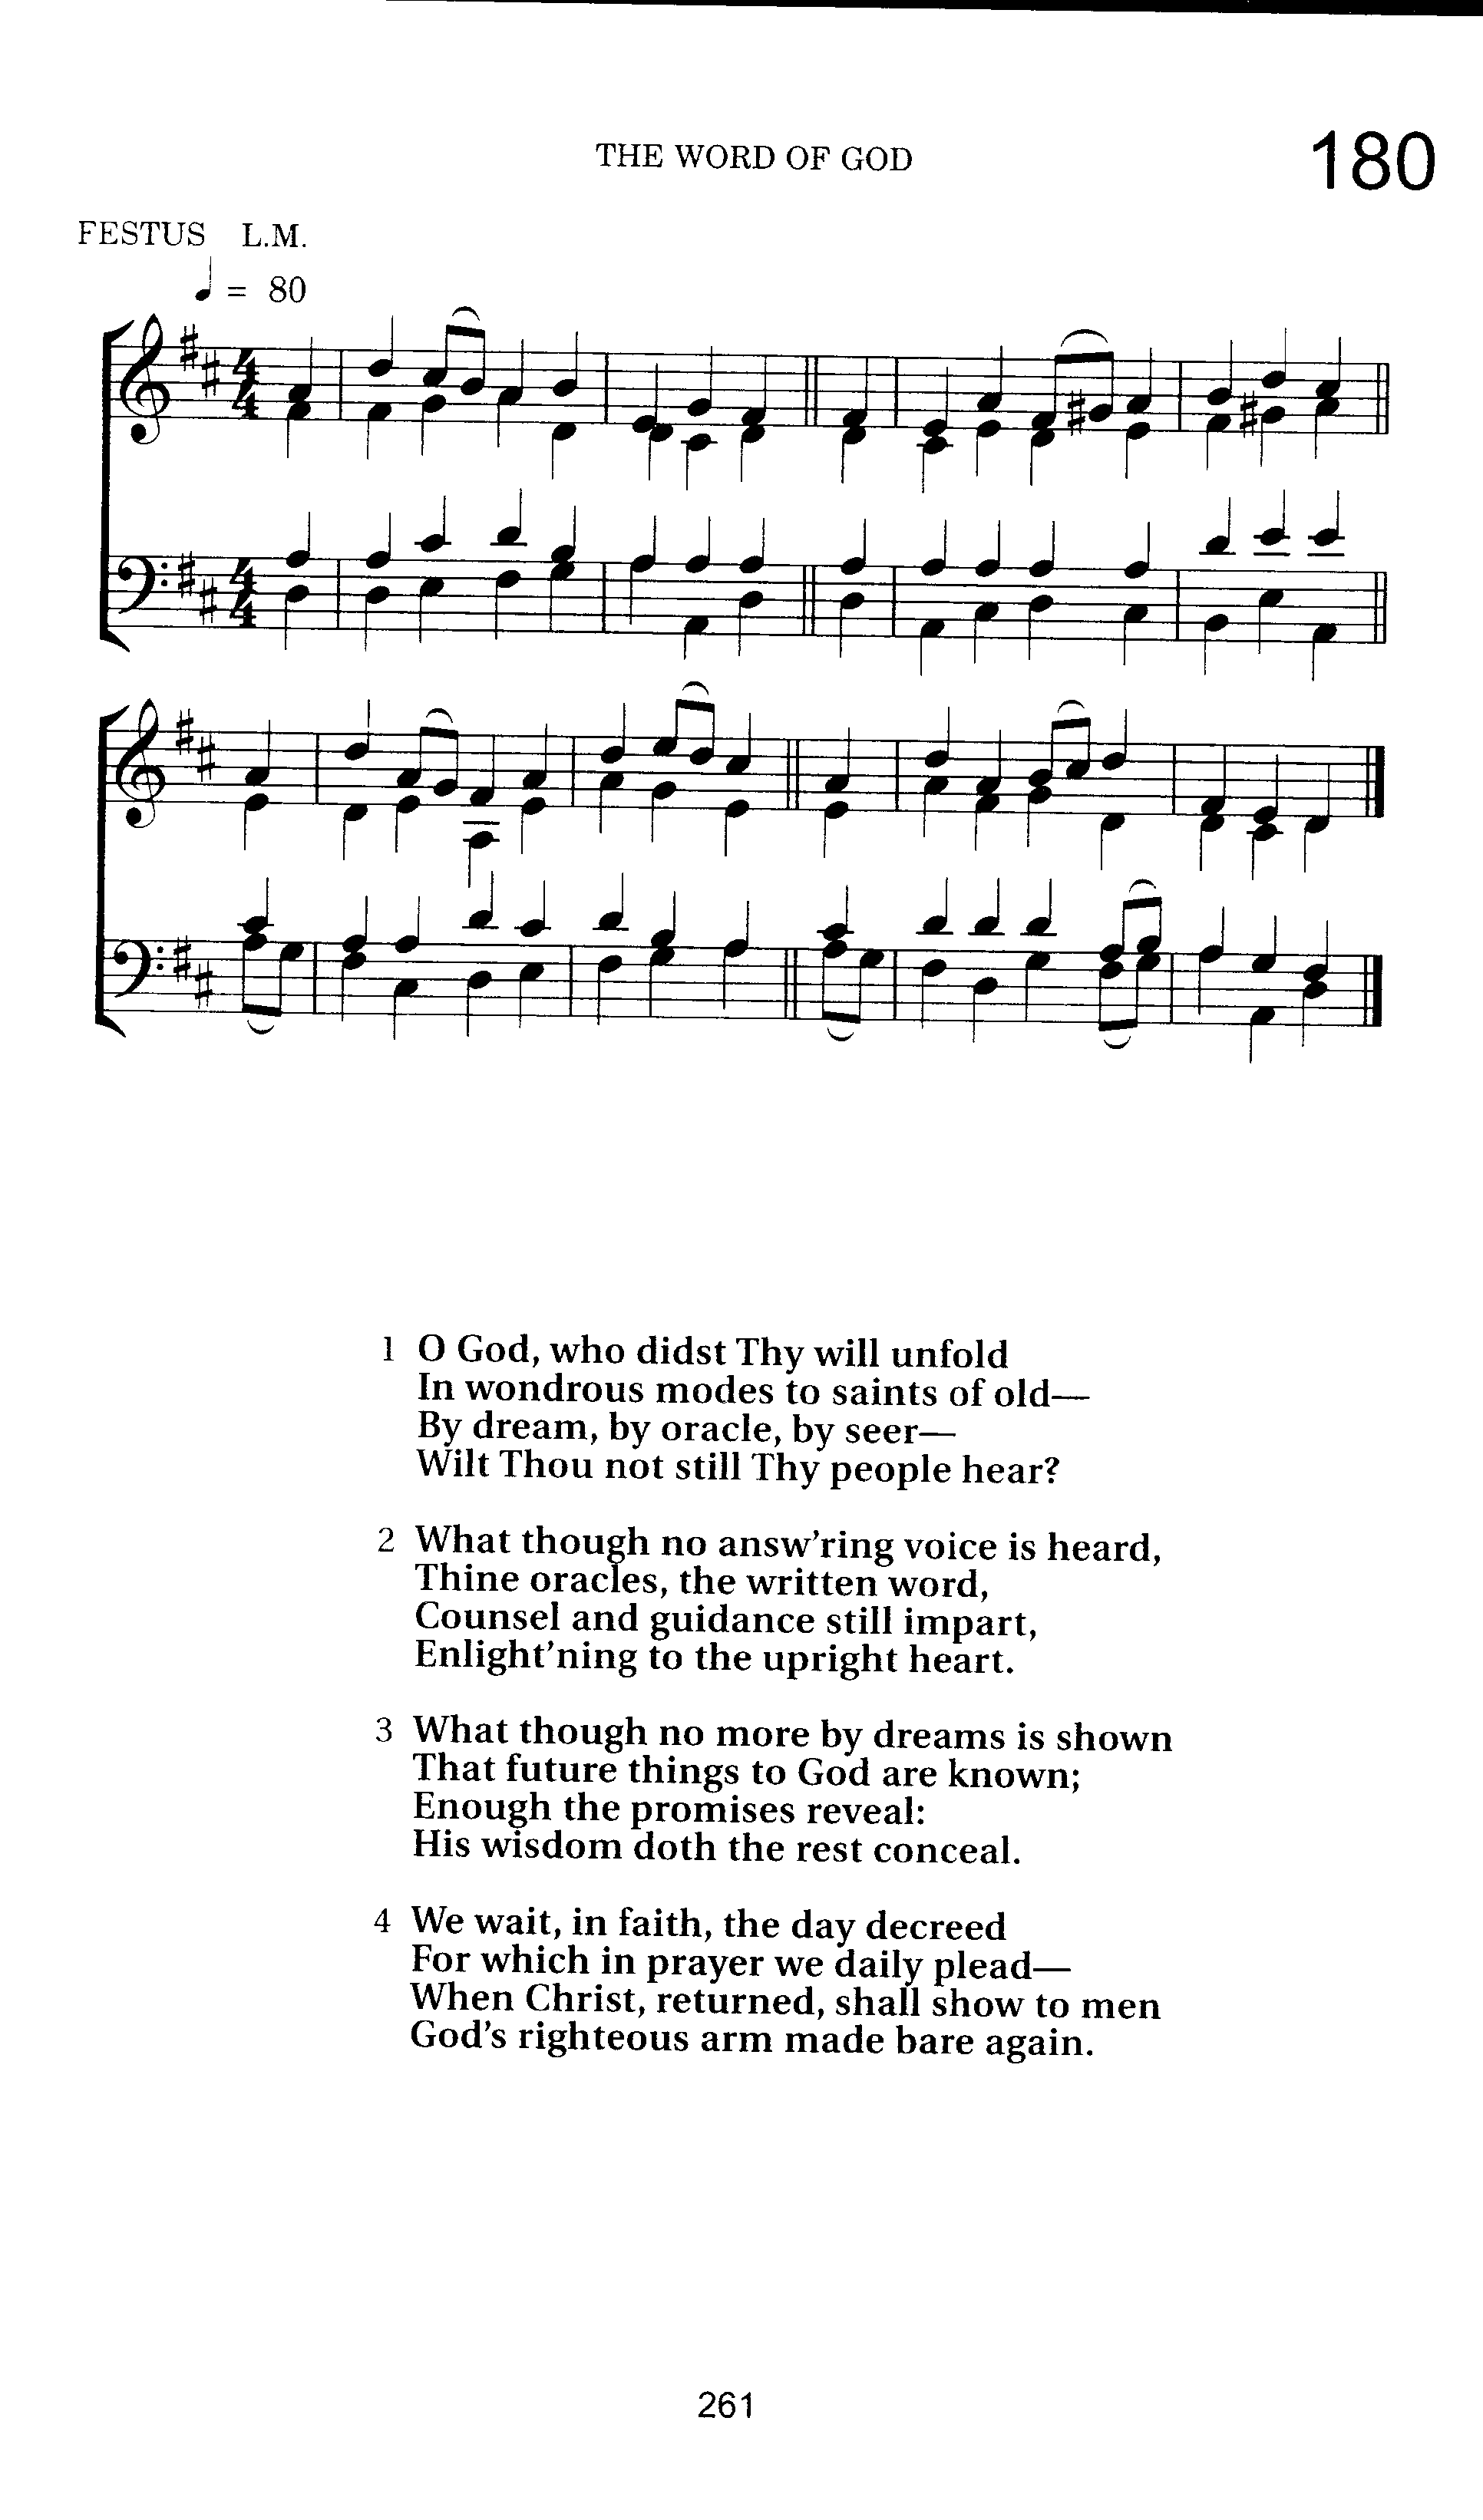 THE WORD OF GOD
180
FESTUS L.M.
♩ = 80
1 O God, who didst Thy will unfold
In wondrous modes to saints of old—
By dream, by oracle, by seer—
Wilt Thou not still Thy people hear?
2 What though no answ'ring voice is heard,
Thine oracles, the written word,
Counsel and guidance still impart,
Enlight'ning to the upright heart.
3 What though no more by dreams is shown
That future things to God are known;
Enough the promises reveal:
His wisdom doth the rest conceal.
4 We wait, in faith, the day decreed
For which in prayer we daily plead—
When Christ, returned, shall show to men
God's righteous arm made bare again.
261